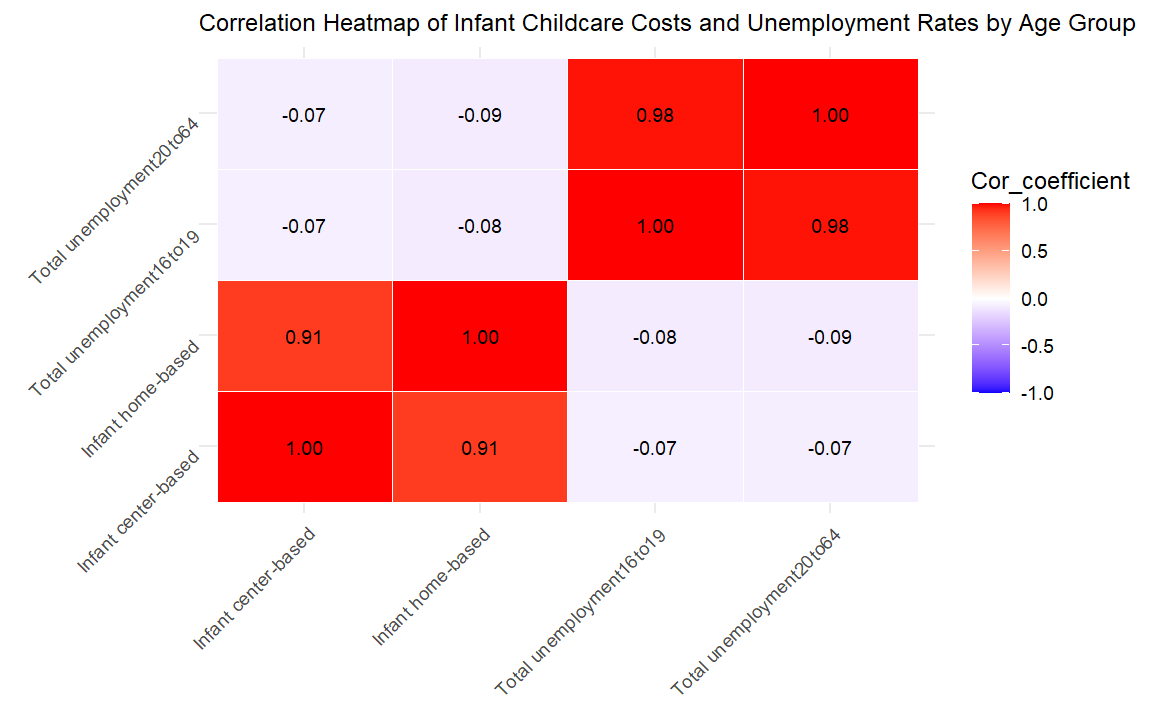 Correlation Heatmap of Infant Childcare Costs and Unemployment Rates by Age Group
Total unemployment20to64
-0.07 -0.09 0.98 1.00
Total unemployment16to19
-0.07 -0.08 1.00 0.98
Infant home-based
0.91 1.00 -0.08 -0.09
Infant center-based
1.00 0.91 -0.07 -0.07
Infant center-based
Infant home-based
Total unemployment16to19
Total unemployment20to64
Cor_coefficient
1.0
0.5
0.0
-0.5
-1.0